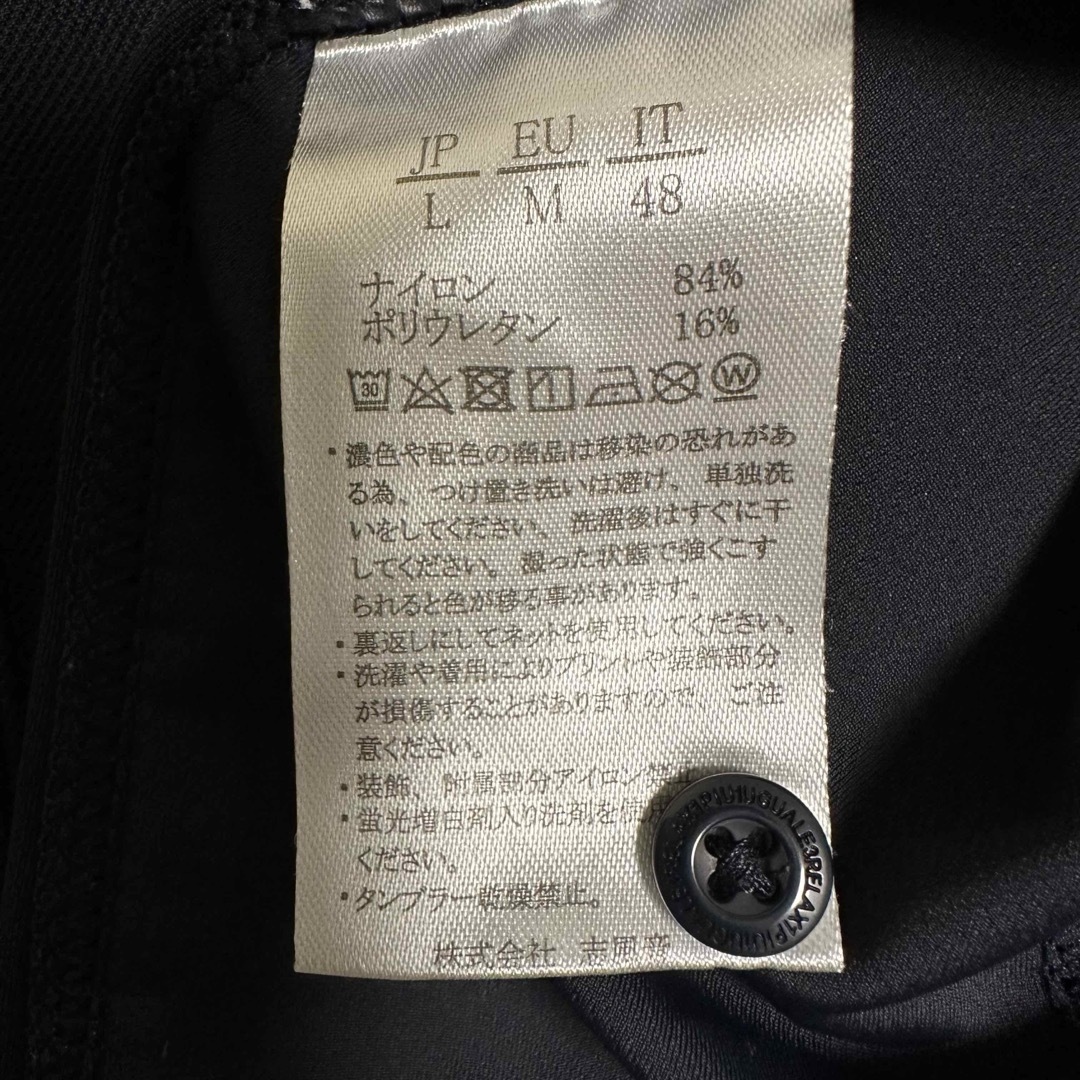 JP EU IT
L M 48
ナイロン 84%
ポリウレタン 16%
30 W
・濃色や配色の商品は移染の恐れがあ
る為、つけ置き洗いは避け、単独洗
いをしてください。洗濯後はすぐに干
してください。湿った状態で強くこす
られると色が移る事があります。
・裏返しにしてネットを使用してください。
・洗濯や着用によりプリントや装飾部分
が損傷することがありますので、ご注
意ください。
・装飾、附属部分アイロン禁止
・蛍光増白剤入り洗剤を使
ください。
・タンブラー乾燥禁止。
株式会社 志風音
1PIU1UGUALE3RELAX